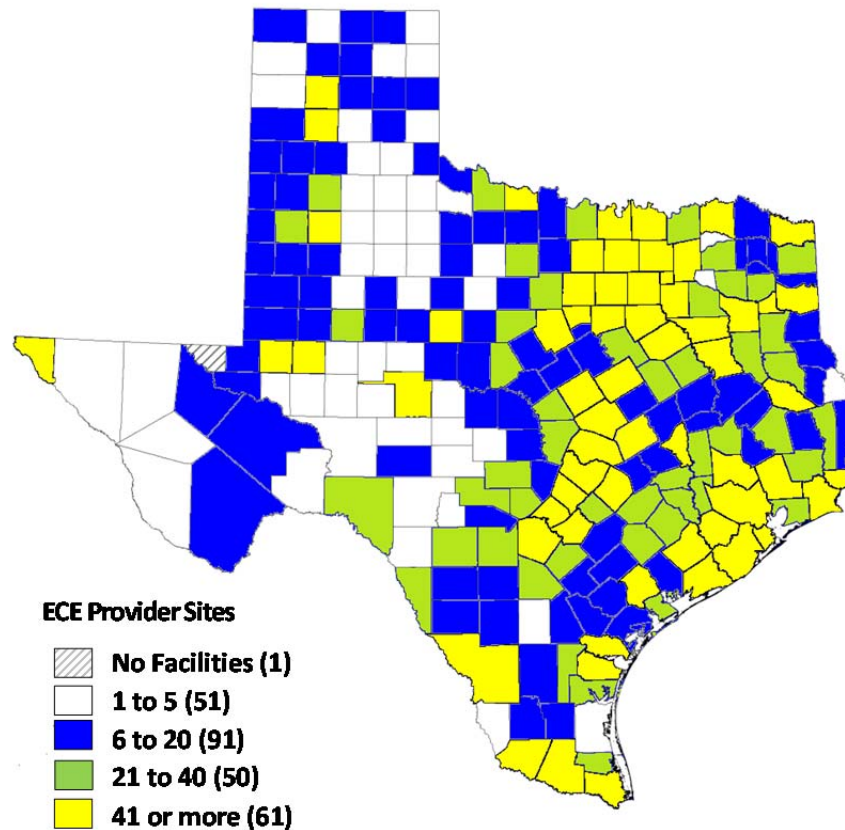 ECE Provider Sites
No Facilities (1)
1 to 5 (51)
6 to 20 (91)
21 to 40 (50)
41 or more (61)